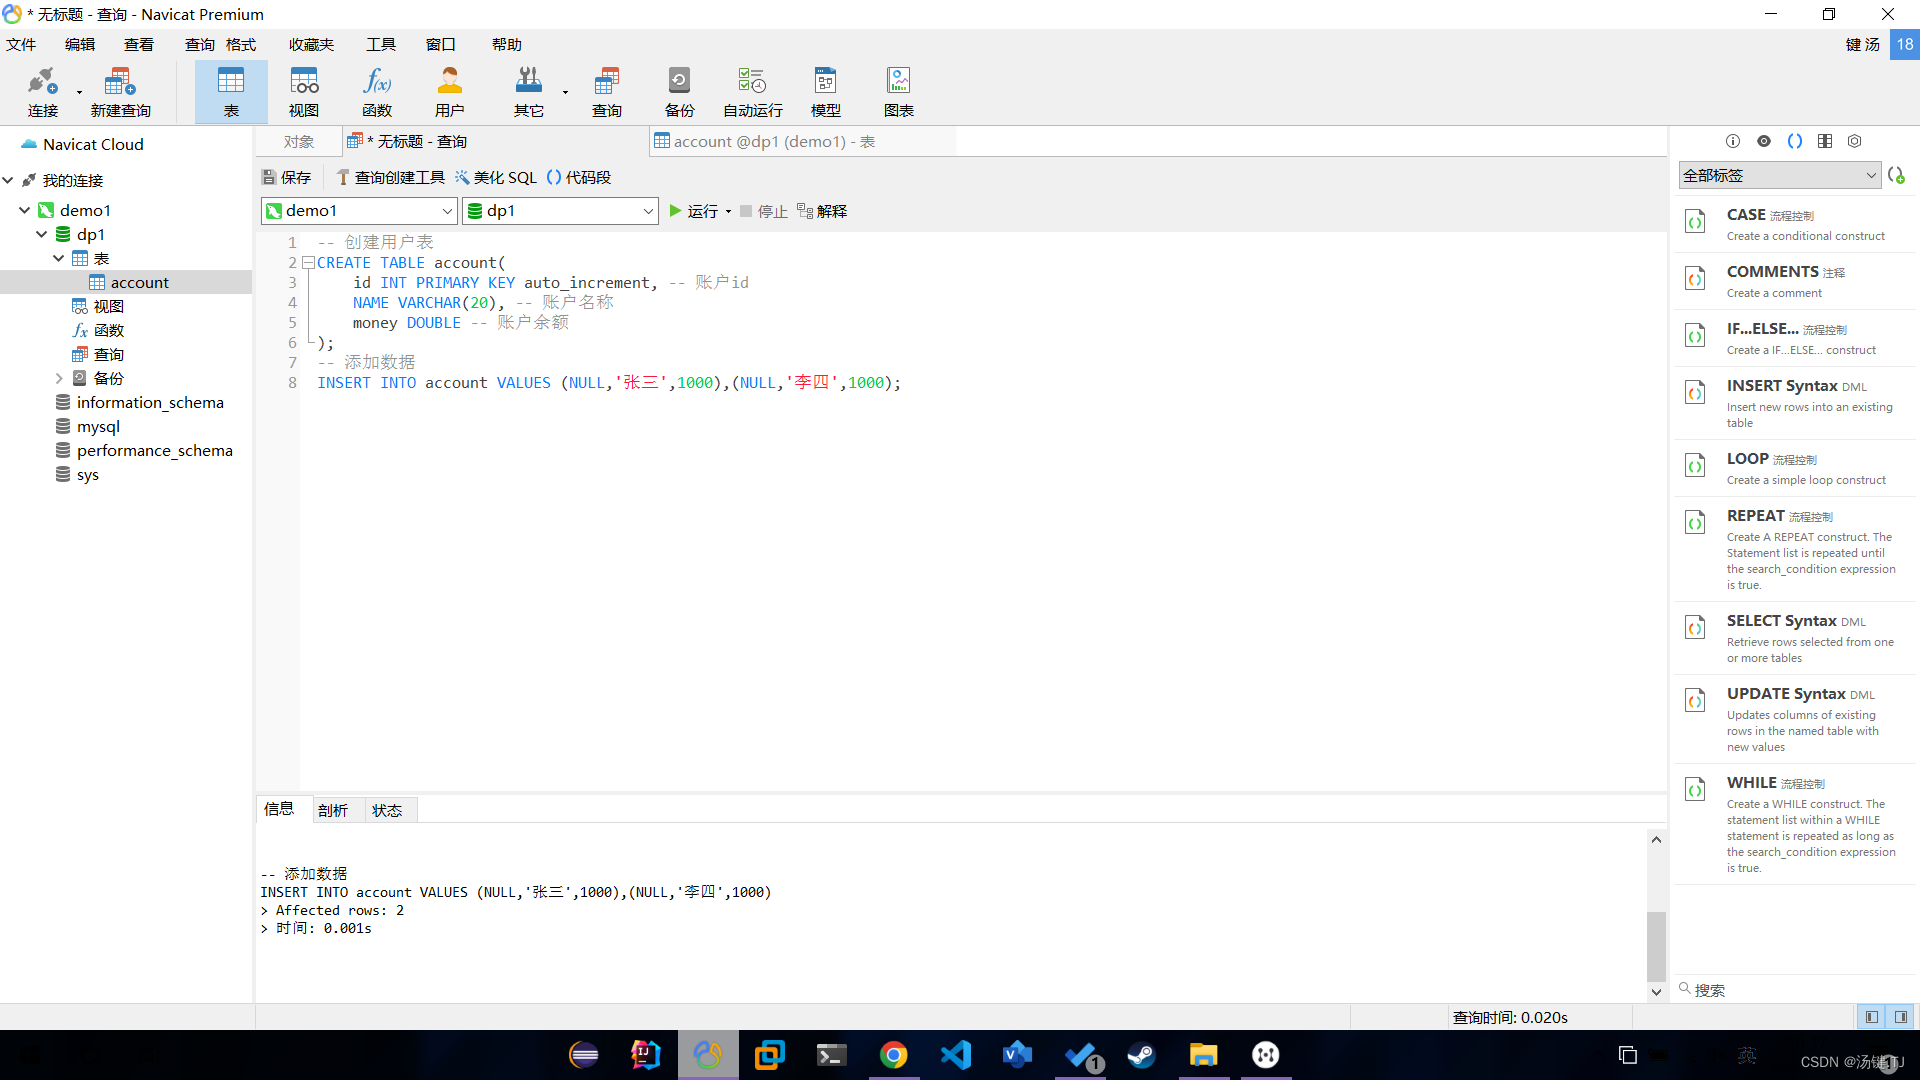 * 无标题 - 查询 - Navicat Premium
文件 编辑 查看 查询 格式 收藏夹 工具 窗口 帮助 键 汤 18
连接 新建查询 表 视图 函数 用户 其它 查询 备份 自动运行 模型 图表
Navicat Cloud
我的连接
demo1
dp1
表
account
视图
函数
查询
备份
information_schema
mysql
performance_schema
sys
对象 * 无标题 - 查询 account @dp1 (demo1) - 表
保存 查询创建工具 美化 SQL 代码段
demo1 dp1 运行 停止 解释
1 -- 创建用户表
2 CREATE TABLE account(
3 id INT PRIMARY KEY auto_increment, -- 账户id
4 NAME VARCHAR(20), -- 账户名称
5 money DOUBLE -- 账户余额
6 );
7 -- 添加数据
8 INSERT INTO account VALUES (NULL,'张三',1000),(NULL,'李四',1000);
信息 剖析 状态
-- 添加数据
INSERT INTO account VALUES (NULL,'张三',1000),(NULL,'李四',1000)
> Affected rows: 2
> 时间: 0.001s
全部标签
CASE 流程控制
Create a conditional construct
COMMENTS 注释
Create a comment
IF...ELSE... 流程控制
Create a IF...ELSE... construct
INSERT Syntax DML
Insert new rows into an existing
table
LOOP 流程控制
Create a simple loop construct
REPEAT 流程控制
Create A REPEAT construct. The
Statement list is repeated until
the search_condition expression
is true.
SELECT Syntax DML
Retrieve rows selected from one
or more tables
UPDATE Syntax DML
Updates columns of existing
rows in the named table with
new values
WHILE 流程控制
Create a WHILE construct. The
statement list within a WHILE
statement is repeated as long as
the search_condition expression
is true.
搜索
查询时间: 0.020s
1
英
CSDN @汤键.TJ